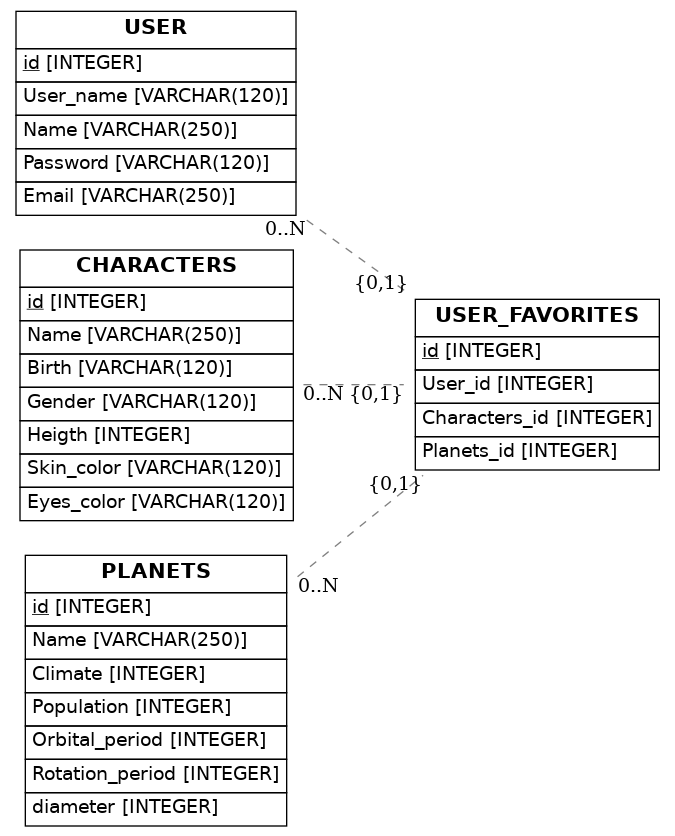 USER
id [INTEGER]
User_name [VARCHAR(120)]
Name [VARCHAR(250)]
Password [VARCHAR(120)]
Email [VARCHAR(250)]
0..N
{0,1}
CHARACTERS
id [INTEGER]
Name [VARCHAR(250)]
Birth [VARCHAR(120)]
Gender [VARCHAR(120)]
Heigth [INTEGER]
Skin_color [VARCHAR(120)]
Eyes_color [VARCHAR(120)]
0..N {0,1}
USER_FAVORITES
id [INTEGER]
User_id [INTEGER]
Characters_id [INTEGER]
Planets_id [INTEGER]
{0,1}
0..N
PLANETS
id [INTEGER]
Name [VARCHAR(250)]
Climate [INTEGER]
Population [INTEGER]
Orbital_period [INTEGER]
Rotation_period [INTEGER]
diameter [INTEGER]